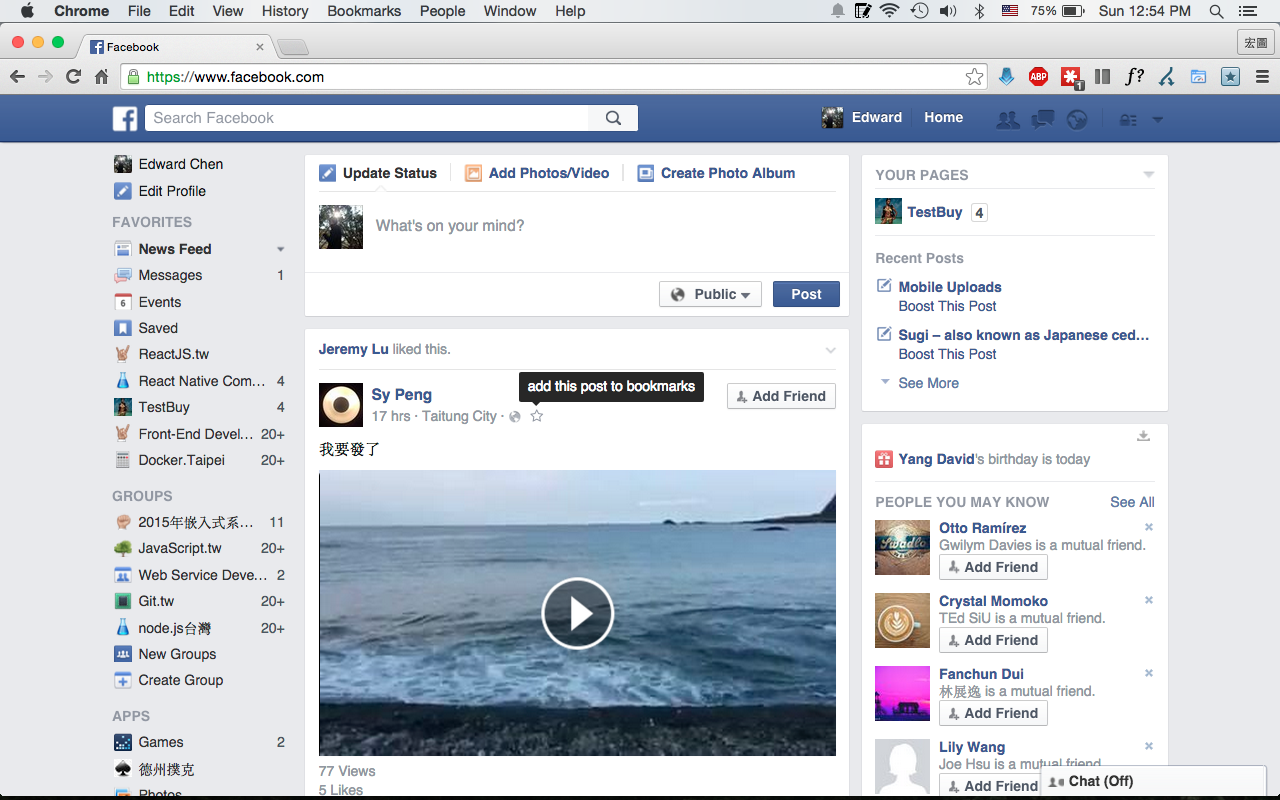 Chrome File Edit View History Bookmarks People Window Help 75% Sun 12:54 PM
Facebook 宏圖
https://www.facebook.com ABP 1 f?
Search Facebook Edward Home
Edward Chen
Edit Profile
FAVORITES
News Feed
Messages 1
6 Events
Saved
ReactJS.tw
React Native Com... 4
TestBuy 4
Front-End Devel... 20+
Docker.Taipei 20+
GROUPS
2015年嵌入式系... 11
JavaScript.tw 20+
Web Service Deve... 2
Git.tw 20+
node.js台灣 20+
New Groups
Create Group
APPS
Games 2
德州撲克
Photos
Update Status Add Photos/Video Create Photo Album
What's on your mind?
Public Post
Jeremy Lu liked this.
add this post to bookmarks
Sy Peng Add Friend
17 hrs · Taitung City ·
我要發了
77 Views
5 Likes
YOUR PAGES
TestBuy 4
Recent Posts
Mobile Uploads
Boost This Post
Sugi – also known as Japanese ced...
Boost This Post
See More
Yang David's birthday is today
PEOPLE YOU MAY KNOW See All
Otto Ramírez
Gwilym Davies is a mutual friend.
Add Friend
Crystal Momoko
TEd SiU is a mutual friend.
Add Friend
Fanchun Dui
林展逸 is a mutual friend.
Add Friend
Lily Wang
Joe Hsu is a mutual friend.
Add Friend
Chat (Off)